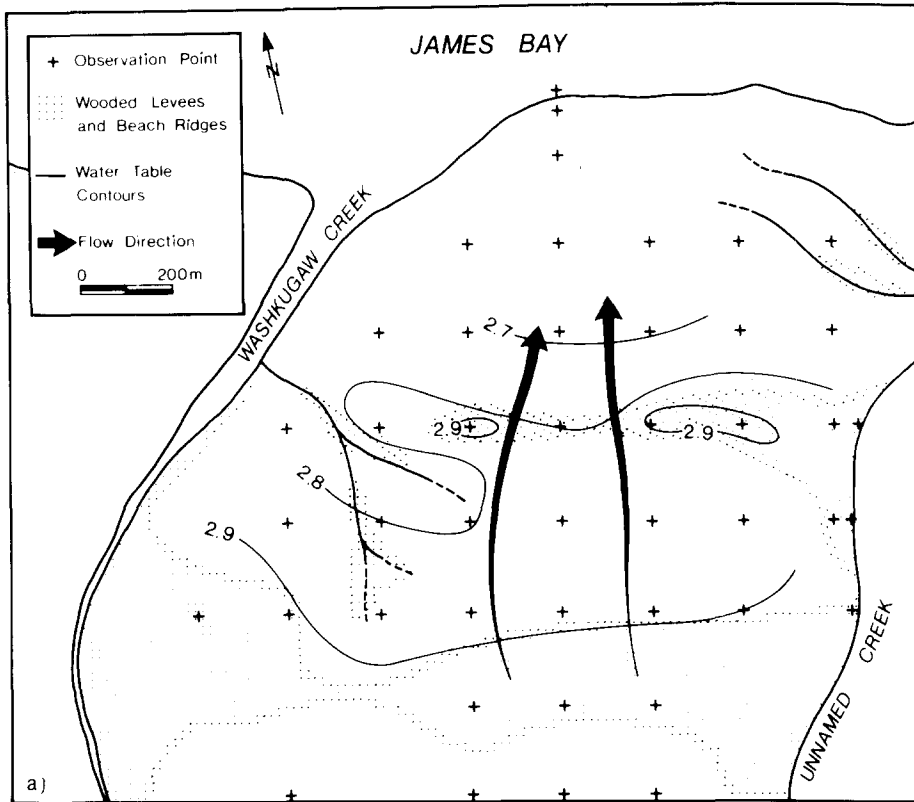 JAMES BAY
+ Observation Point
Wooded Levees
and Beach Ridges
Water Table
Contours
Flow Direction
0 200m
N
WASHKUGAW CREEK
2.7
2.9
2.9
2.8
2.9
UNNAMED CREEK
a)